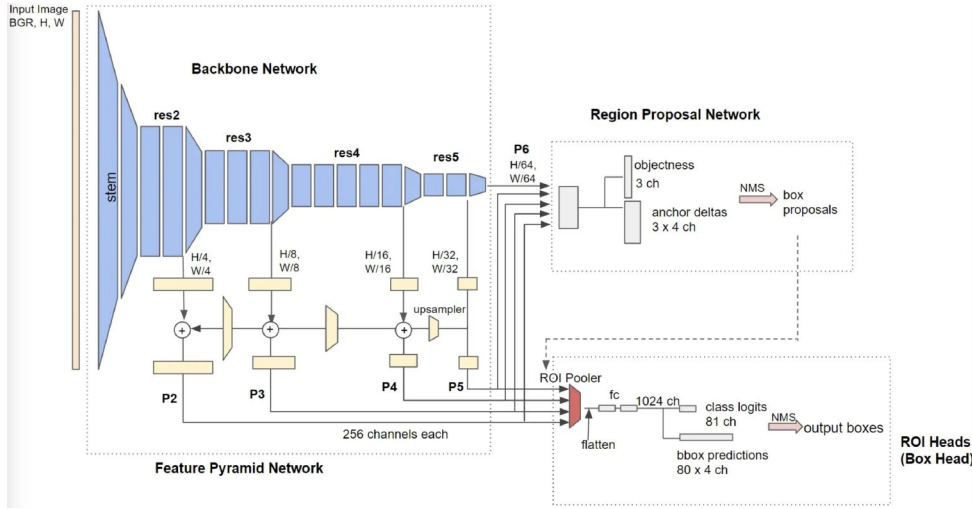 Input Image
BGR, H, W
Backbone Network
res2
res3
res4
res5
stem
H/4,
W/4
H/8,
W/8
H/16,
W/16
H/32,
W/32
upsampler
+
+
+
P2
P3
P4
P5
256 channels each
Feature Pyramid Network
P6
H/64,
W/64
Region Proposal Network
objectness
3 ch
anchor deltas
3 x 4 ch
NMS
box
proposals
ROI Pooler
flatten
fc
1024 ch
class logits
81 ch
bbox predictions
80 x 4 ch
NMS
output boxes
ROI Heads
(Box Head)